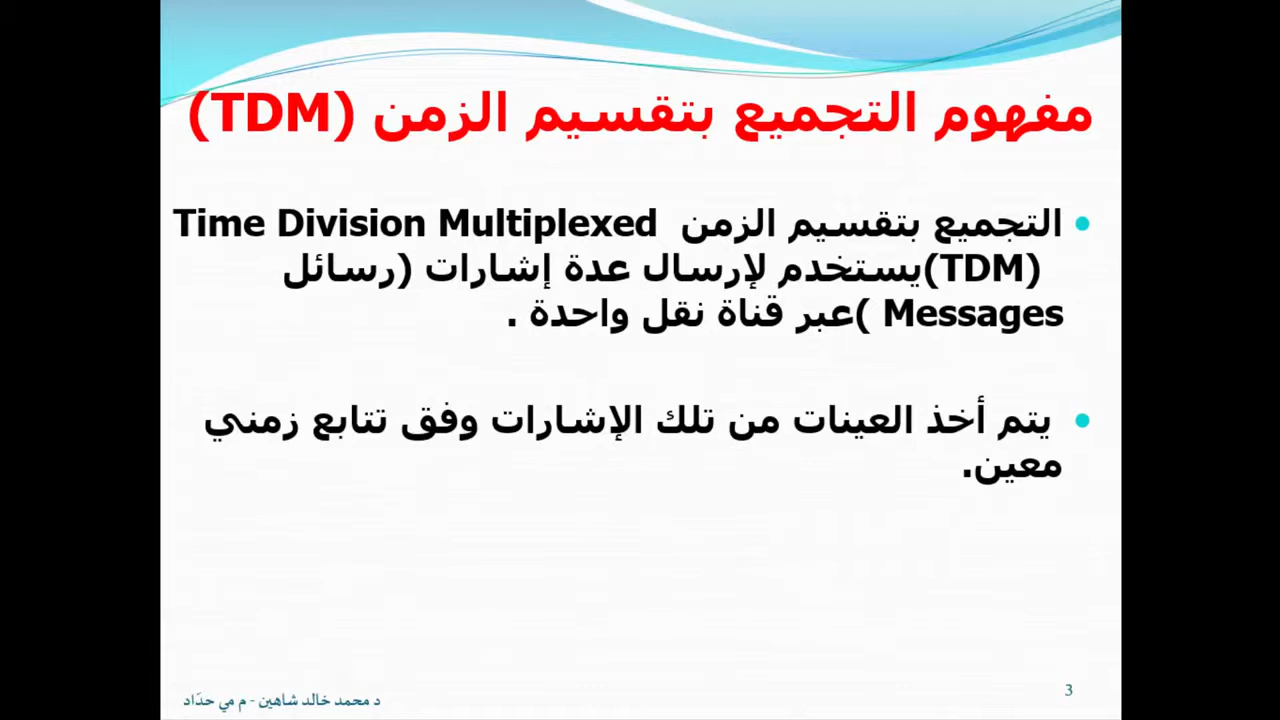 مفهوم التجميع بتقسيم الزمن (TDM)
• التجميع بتقسيم الزمن Time Division Multiplexed
(TDM)يستخدم لإرسال عدة إشارات (رسائل
Messages )عبر قناة نقل واحدة .
• يتم أخذ العينات من تلك الإشارات وفق تتابع زمني
معين.
3
د محمد خالد شاهين - م مي حدّاد